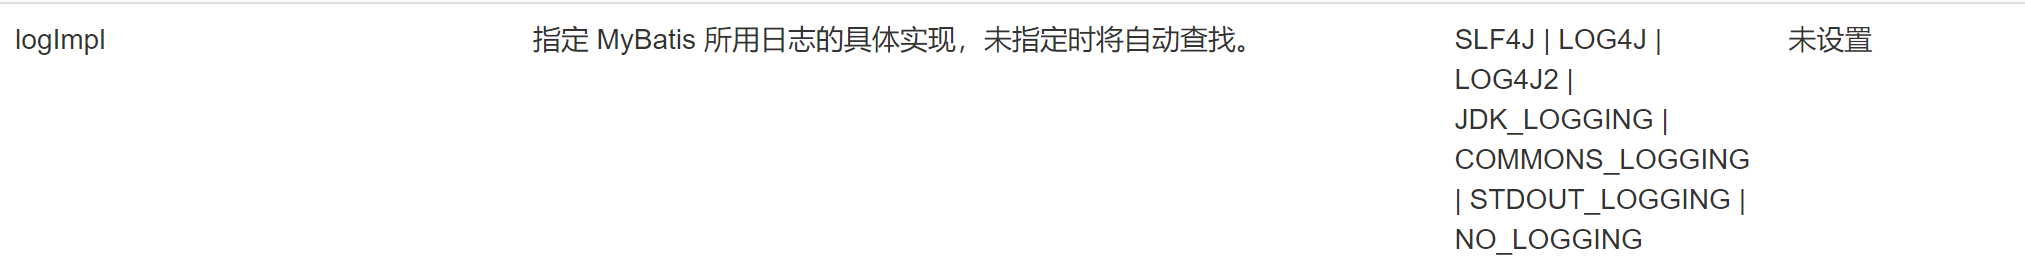 logImpl
指定 MyBatis 所用日志的具体实现，未指定时将自动查找。
SLF4J | LOG4J |
LOG4J2 |
JDK_LOGGING |
COMMONS_LOGGING
| STDOUT_LOGGING |
NO_LOGGING
未设置